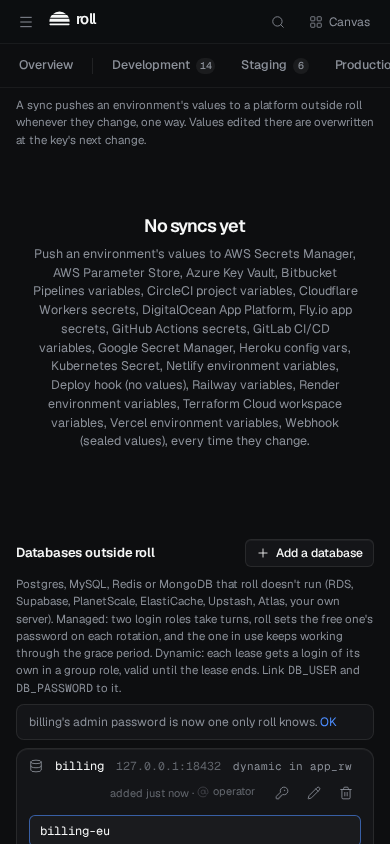 roll
Canvas
Overview Development 14 Staging 6 Productio
A sync pushes an environment's values to a platform outside roll
whenever they change, one way. Values edited there are overwritten
at the key's next change.
No syncs yet
Push an environment's values to AWS Secrets Manager,
AWS Parameter Store, Azure Key Vault, Bitbucket
Pipelines variables, CircleCI project variables, Cloudflare
Workers secrets, DigitalOcean App Platform, Fly.io app
secrets, GitHub Actions secrets, GitLab CI/CD
variables, Google Secret Manager, Heroku config vars,
Kubernetes Secret, Netlify environment variables,
Deploy hook (no values), Railway variables, Render
environment variables, Terraform Cloud workspace
variables, Vercel environment variables, Webhook
(sealed values), every time they change.
Databases outside roll
Add a database
Postgres, MySQL, Redis or MongoDB that roll doesn't run (RDS,
Supabase, PlanetScale, ElastiCache, Upstash, Atlas, your own
server). Managed: two login roles take turns, roll sets the free one's
password on each rotation, and the one in use keeps working
through the grace period. Dynamic: each lease gets a login of its
own in a group role, valid until the lease ends. Link DB_USER and
DB_PASSWORD to it.
billing's admin password is now one only roll knows. OK
billing 127.0.0.1:18432 dynamic in app_rw
added just now · @ operator
billing-eu